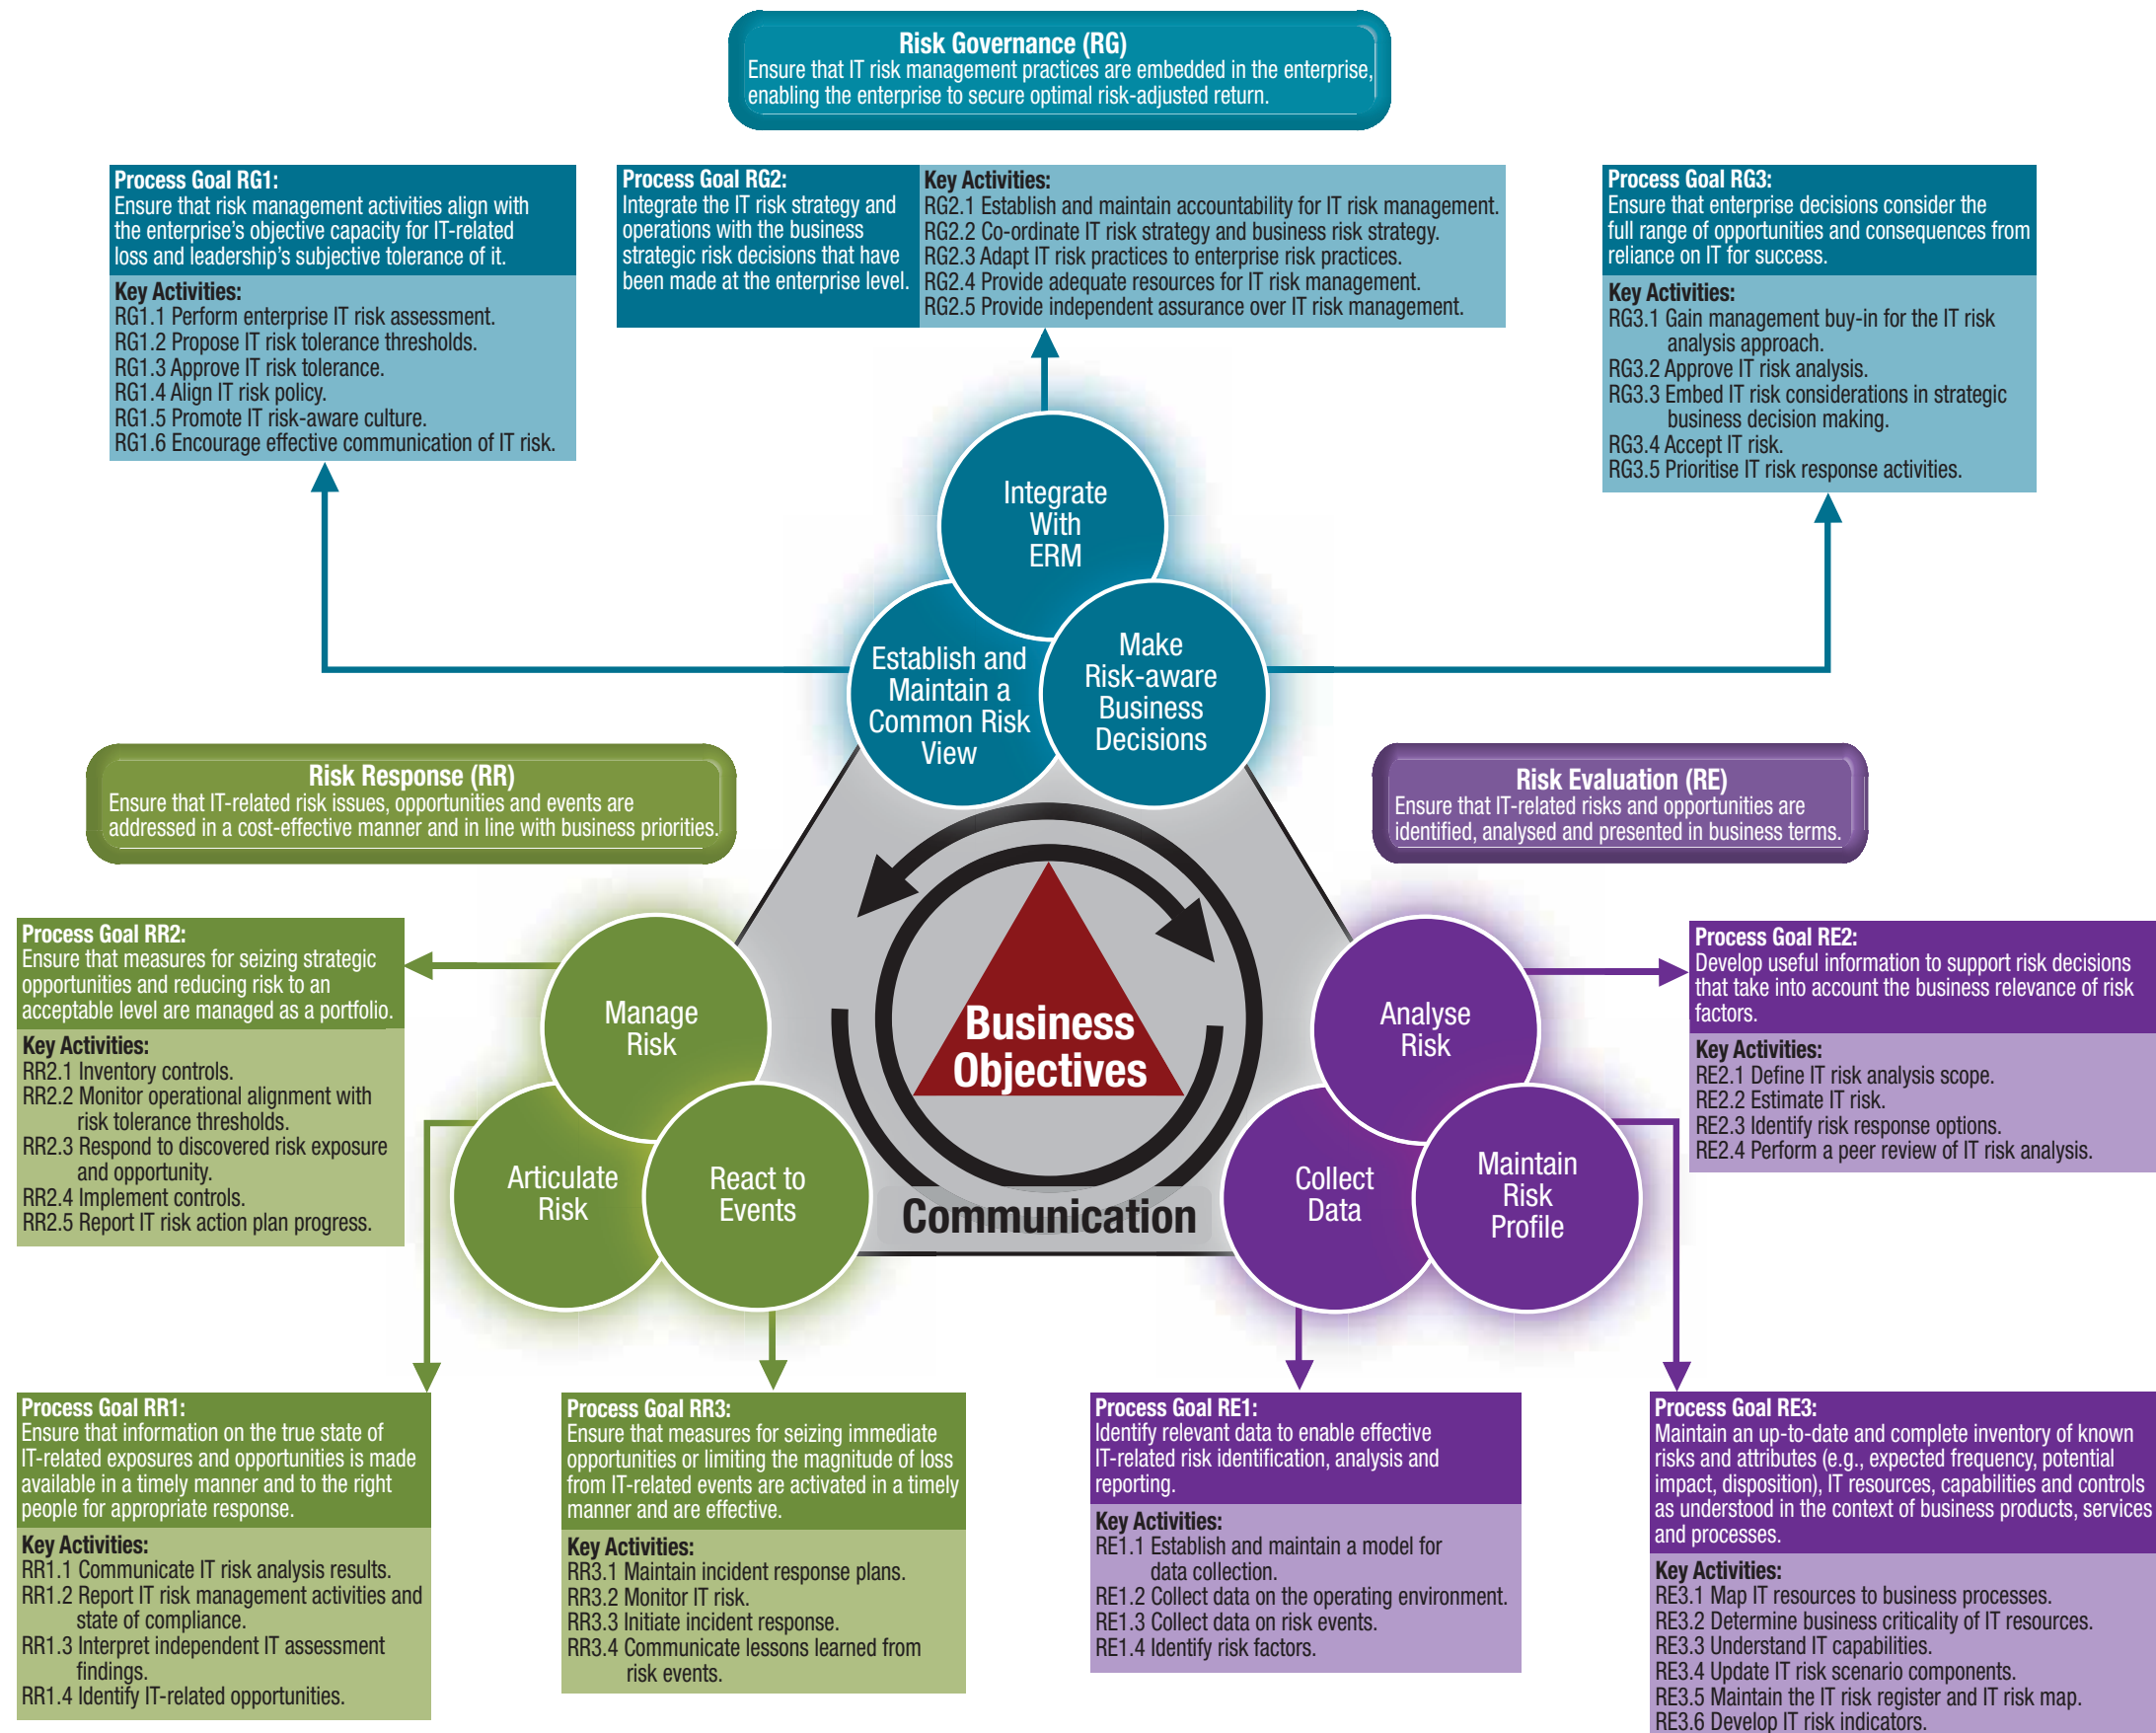 Risk Governance (RG)
Ensure that IT risk management practices are embedded in the enterprise,
enabling the enterprise to secure optimal risk-adjusted return.
Process Goal RG1:
Ensure that risk management activities align with
the enterprise's objective capacity for IT-related
loss and leadership's subjective tolerance of it.
Key Activities:
RG1.1 Perform enterprise IT risk assessment.
RG1.2 Propose IT risk tolerance thresholds.
RG1.3 Approve IT risk tolerance.
RG1.4 Align IT risk policy.
RG1.5 Promote IT risk-aware culture.
RG1.6 Encourage effective communication of IT risk.
Process Goal RG2:
Integrate the IT risk strategy and
operations with the business
strategic risk decisions that have
been made at the enterprise level.
Key Activities:
RG2.1 Establish and maintain accountability for IT risk management.
RG2.2 Co-ordinate IT risk strategy and business risk strategy.
RG2.3 Adapt IT risk practices to enterprise risk practices.
RG2.4 Provide adequate resources for IT risk management.
RG2.5 Provide independent assurance over IT risk management.
Process Goal RG3:
Ensure that enterprise decisions consider the
full range of opportunities and consequences from
reliance on IT for success.
Key Activities:
RG3.1 Gain management buy-in for the IT risk
analysis approach.
RG3.2 Approve IT risk analysis.
RG3.3 Embed IT risk considerations in strategic
business decision making.
RG3.4 Accept IT risk.
RG3.5 Prioritise IT risk response activities.
Integrate
With
ERM
Establish and
Maintain a
Common Risk
View
Make
Risk-aware
Business
Decisions
Risk Response (RR)
Ensure that IT-related risk issues, opportunities and events are
addressed in a cost-effective manner and in line with business priorities.
Risk Evaluation (RE)
Ensure that IT-related risks and opportunities are
identified, analysed and presented in business terms.
Process Goal RR2:
Ensure that measures for seizing strategic
opportunities and reducing risk to an
acceptable level are managed as a portfolio.
Key Activities:
RR2.1 Inventory controls.
RR2.2 Monitor operational alignment with
risk tolerance thresholds.
RR2.3 Respond to discovered risk exposure
and opportunity.
RR2.4 Implement controls.
RR2.5 Report IT risk action plan progress.
Manage
Risk
Articulate
Risk
React to
Events
Business
Objectives
Communication
Analyse
Risk
Collect
Data
Maintain
Risk
Profile
Process Goal RE2:
Develop useful information to support risk decisions
that take into account the business relevance of risk
factors.
Key Activities:
RE2.1 Define IT risk analysis scope.
RE2.2 Estimate IT risk.
RE2.3 Identify risk response options.
RE2.4 Perform a peer review of IT risk analysis.
Process Goal RR1:
Ensure that information on the true state of
IT-related exposures and opportunities is made
available in a timely manner and to the right
people for appropriate response.
Key Activities:
RR1.1 Communicate IT risk analysis results.
RR1.2 Report IT risk management activities and
state of compliance.
RR1.3 Interpret independent IT assessment
findings.
RR1.4 Identify IT-related opportunities.
Process Goal RR3:
Ensure that measures for seizing immediate
opportunities or limiting the magnitude of loss
from IT-related events are activated in a timely
manner and are effective.
Key Activities:
RR3.1 Maintain incident response plans.
RR3.2 Monitor IT risk.
RR3.3 Initiate incident response.
RR3.4 Communicate lessons learned from
risk events.
Process Goal RE1:
Identify relevant data to enable effective
IT-related risk identification, analysis and
reporting.
Key Activities:
RE1.1 Establish and maintain a model for
data collection.
RE1.2 Collect data on the operating environment.
RE1.3 Collect data on risk events.
RE1.4 Identify risk factors.
Process Goal RE3:
Maintain an up-to-date and complete inventory of known
risks and attributes (e.g., expected frequency, potential
impact, disposition), IT resources, capabilities and controls
as understood in the context of business products, services
and processes.
Key Activities:
RE3.1 Map IT resources to business processes.
RE3.2 Determine business criticality of IT resources.
RE3.3 Understand IT capabilities.
RE3.4 Update IT risk scenario components.
RE3.5 Maintain the IT risk register and IT risk map.
RE3.6 Develop IT risk indicators.